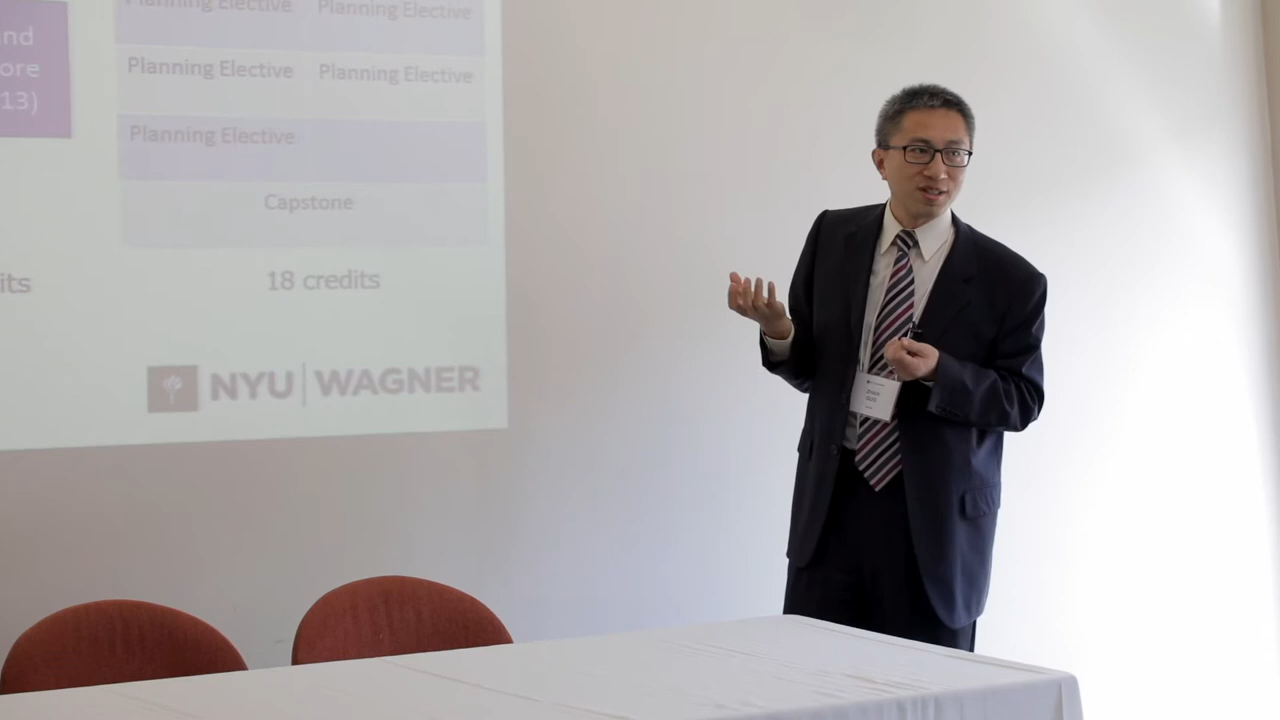 nd
ore
13)
Planning Elective Planning Elective
Planning Elective Planning Elective
Planning Elective
Capstone
its
18 credits
NYU WAGNER